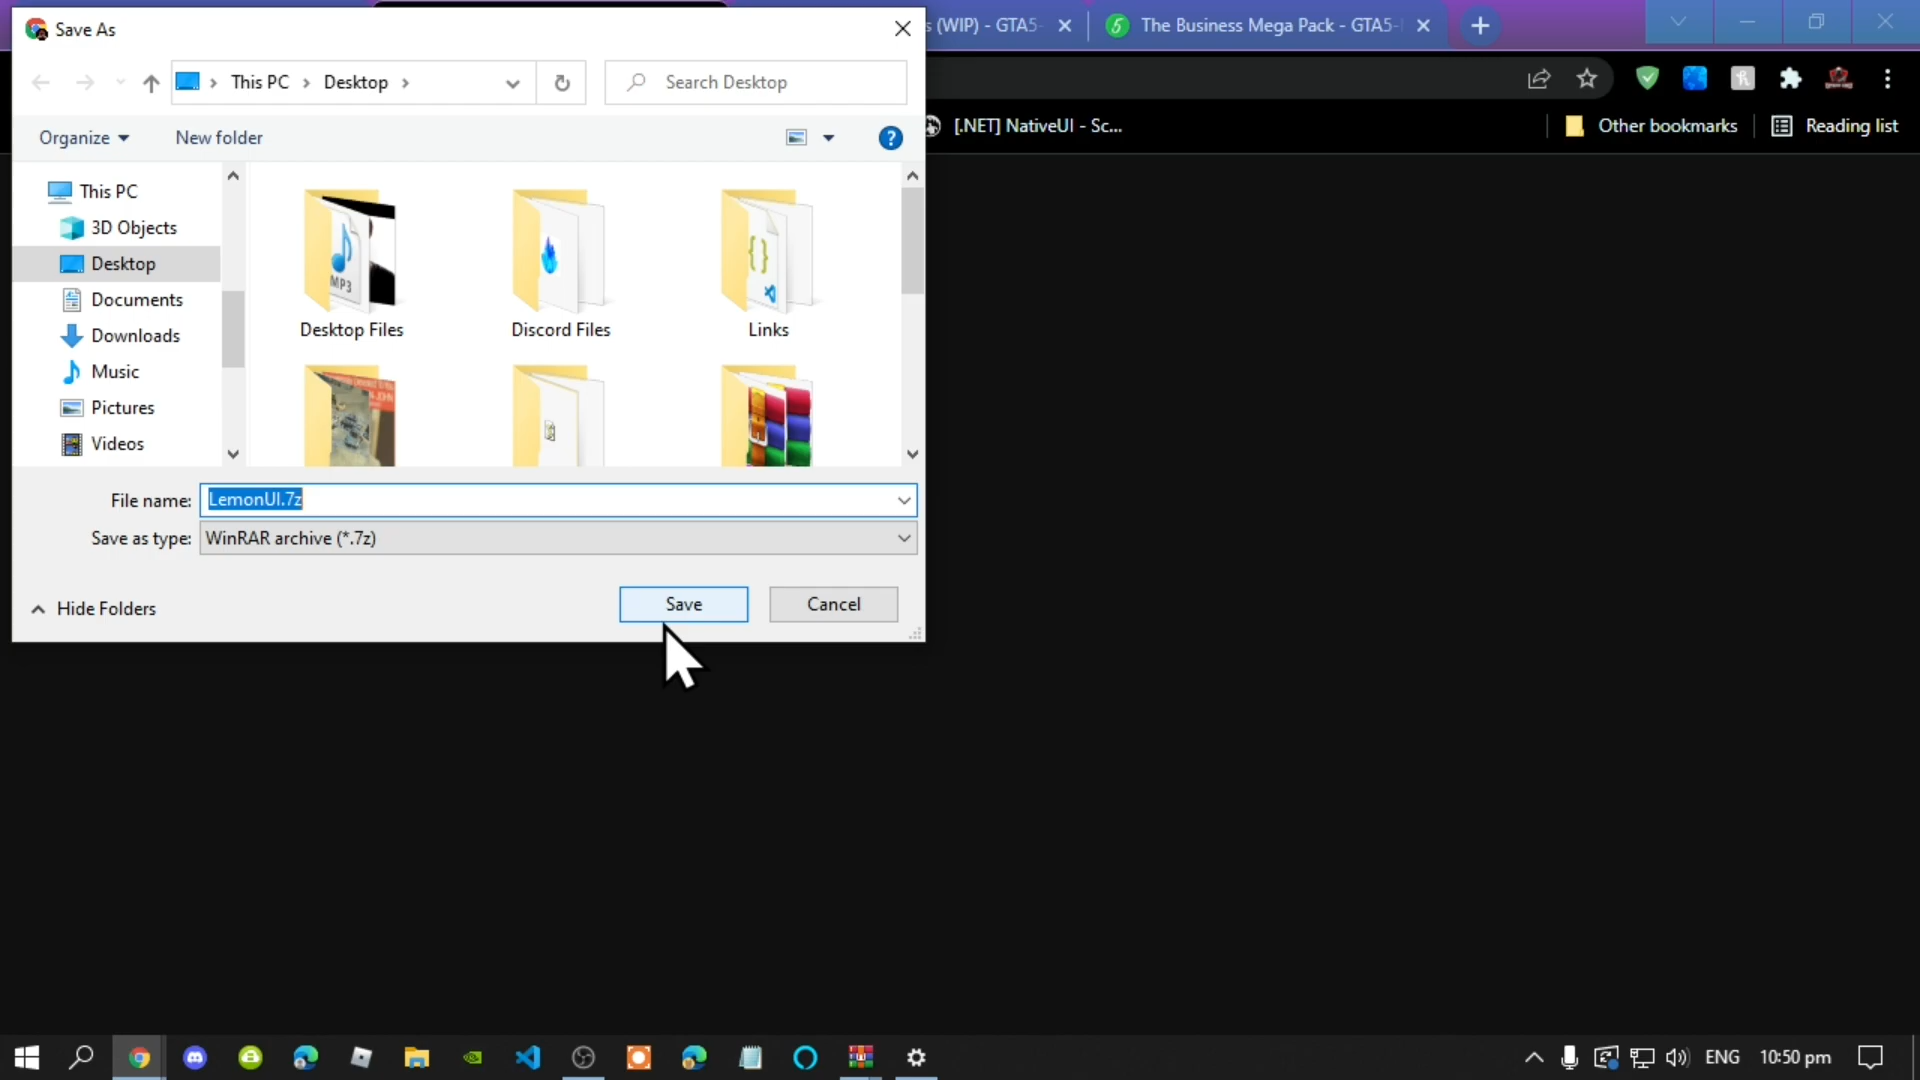 Save As
s (WIP) - GTA5-
The Business Mega Pack - GTA5-
This PC
Desktop
Search Desktop
Organize
New folder
[.NET] NativeUI - Sc...
Other bookmarks
Reading list
This PC
3D Objects
Desktop
Documents
Downloads
Music
Pictures
Videos
MP3
Desktop Files
Discord Files
Links
File name:
LemonUI.7z
Save as type:
WinRAR archive (*.7z)
Hide Folders
Save
Cancel
ENG
10:50 pm